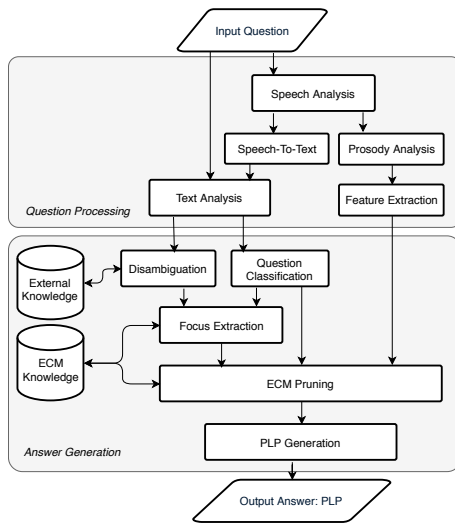 Input Question
Speech Analysis
Speech-To-Text
Prosody Analysis
Text Analysis
Feature Extraction
Question Processing
External
Knowledge
Disambiguation
Question
Classification
Focus Extraction
ECM
Knowledge
ECM Pruning
PLP Generation
Answer Generation
Output Answer: PLP